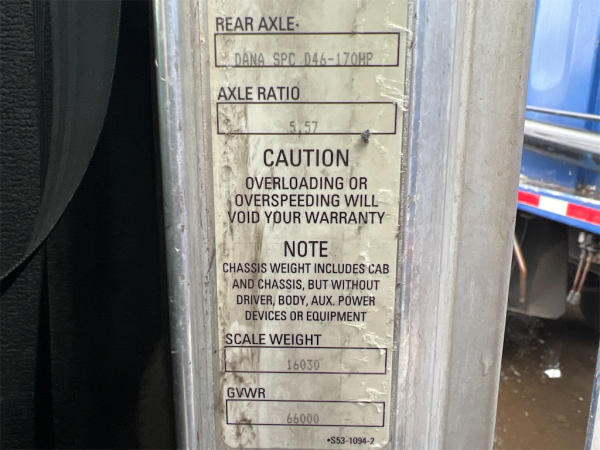 REAR AXLE·
DANA SPC D46-170HP
AXLE RATIO
5.57
CAUTION
OVERLOADING OR
OVERSPEEDING WILL
VOID YOUR WARRANTY
NOTE
CHASSIS WEIGHT INCLUDES CAB
AND CHASSIS, BUT WITHOUT
DRIVER, BODY, AUX. POWER
DEVICES OR EQUIPMENT
SCALE WEIGHT
16030
GVWR
66000
•S53-1094-2